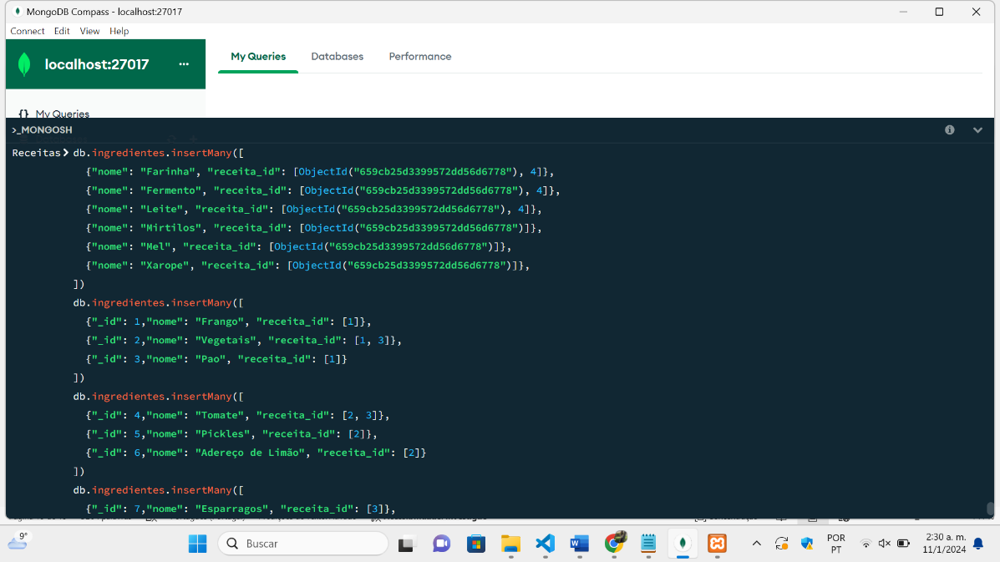 MongoDB Compass - localhost:27017
Connect Edit View Help
localhost:27017 ...
My Queries Databases Performance
{} My Queries
>_MONGOSH
Receitas> db.ingredientes.insertMany([
{"nome": "Farinha", "receita_id": [ObjectId("659cb25d3399572dd56d6778"), 4]},
{"nome": "Fermento", "receita_id": [ObjectId("659cb25d3399572dd56d6778"), 4]},
{"nome": "Leite", "receita_id": [ObjectId("659cb25d3399572dd56d6778"), 4]},
{"nome": "Mirtilos", "receita_id": [ObjectId("659cb25d3399572dd56d6778")]},
{"nome": "Mel", "receita_id": [ObjectId("659cb25d3399572dd56d6778")]},
{"nome": "Xarope", "receita_id": [ObjectId("659cb25d3399572dd56d6778")]},
])
db.ingredientes.insertMany([
{"_id": 1,"nome": "Frango", "receita_id": [1]},
{"_id": 2,"nome": "Vegetais", "receita_id": [1, 3]},
{"_id": 3,"nome": "Pao", "receita_id": [1]}
])
db.ingredientes.insertMany([
{"_id": 4,"nome": "Tomate", "receita_id": [2, 3]},
{"_id": 5,"nome": "Pickles", "receita_id": [2]},
{"_id": 6,"nome": "Adereço de Limão", "receita_id": [2]}
])
db.ingredientes.insertMany([
{"_id": 7,"nome": "Esparragos", "receita_id": [3]},
9°
Buscar
POR
PT
2:30 a. m.
11/1/2024